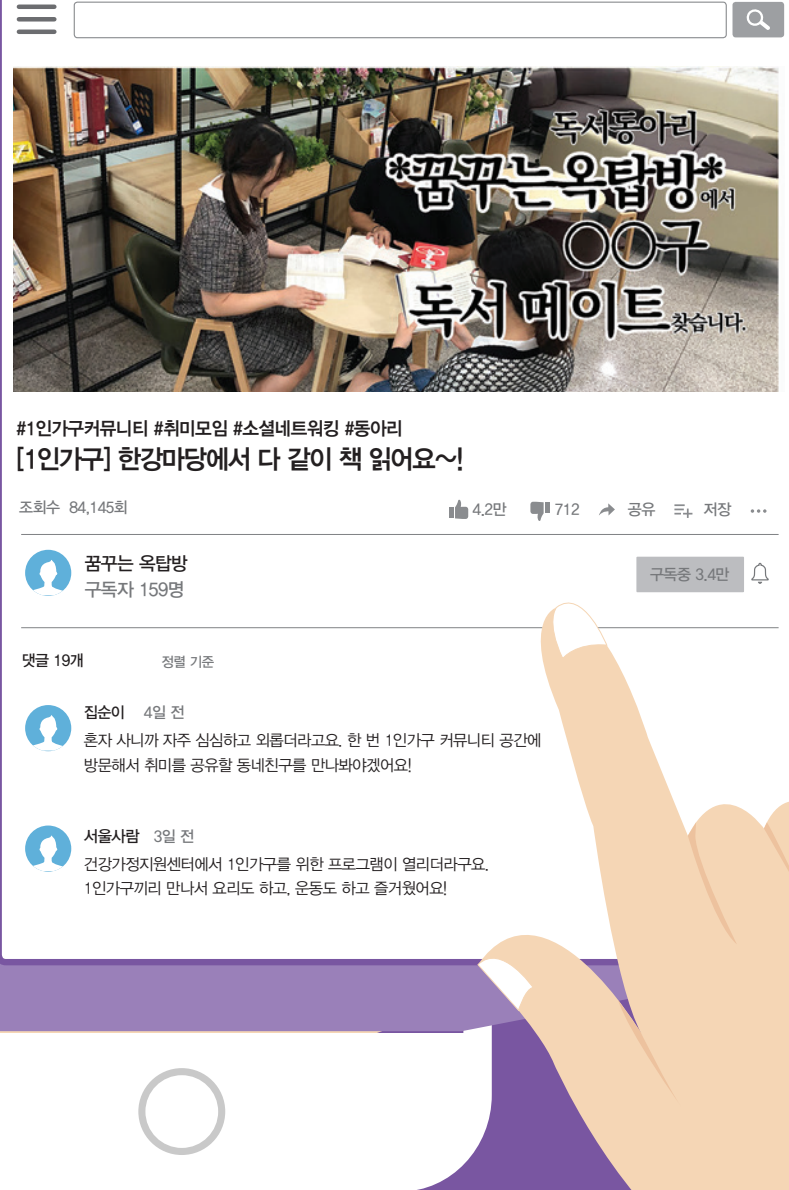 독서동아리
*꿈꾸는옥탑방*에서
○○구
독서 메이트찾습니다.
#1인가구커뮤니티 #취미모임 #소셜네트워킹 #동아리
[1인가구] 한강마당에서 다 같이 책 읽어요~!
조회수 84,145회 4.2만 712 공유 저장 ...
꿈꾸는 옥탑방
구독자 159명
구독중 3.4만
댓글 19개 정렬 기준
집순이 4일 전
혼자 사니까 자주 심심하고 외롭더라고요. 한 번 1인가구 커뮤니티 공간에
방문해서 취미를 공유할 동네친구를 만나봐야겠어요!
서울사람 3일 전
건강가정지원센터에서 1인가구를 위한 프로그램이 열리더라구요.
1인가구끼리 만나서 요리도 하고, 운동도 하고 즐거웠어요!